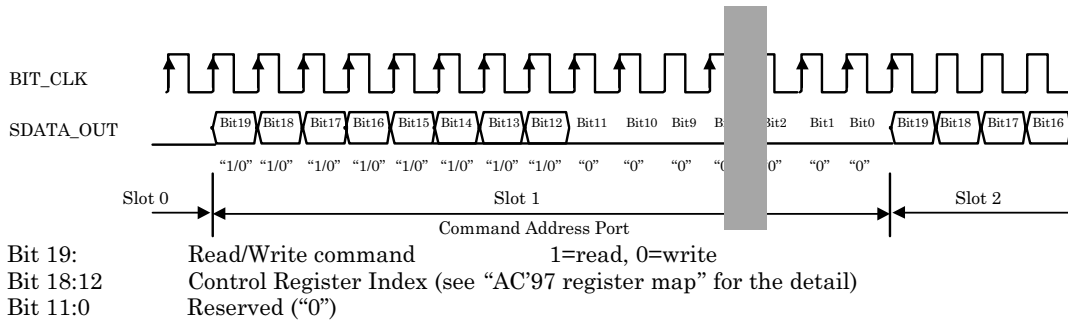 BIT_CLK
SDATA_OUT
Bit19 Bit18 Bit17 Bit16 Bit15 Bit14 Bit13 Bit12 Bit11 Bit10 Bit9 Bit1 Bit0 Bit19 Bit18 Bit17 Bit16
“1/0” “1/0” “1/0” “1/0” “1/0” “1/0” “1/0” “1/0” “0” “0” “0” “0” “0”
Slot 0 Slot 1 Slot 2
Command Address Port
Bit 19: Read/Write command 1=read, 0=write
Bit 18:12 Control Register Index (see “AC’97 register map” for the detail)
Bit 11:0 Reserved (“0”)